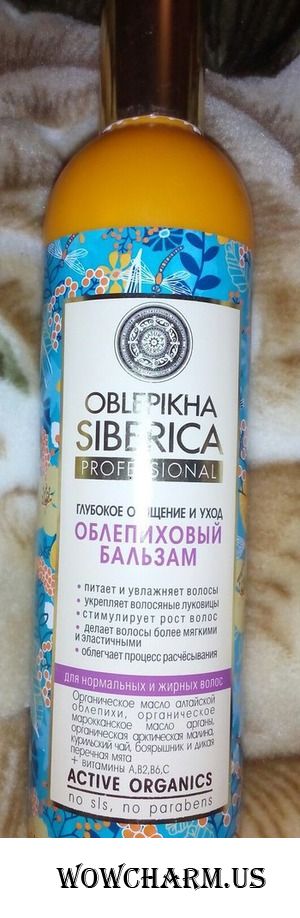 OBLEPIKHA
SIBERICA
PROFESSIONAL
ГЛУБОКОЕ ОЧИЩЕНИЕ И УХОД
ОБЛЕПИХОВЫЙ
БАЛЬЗАМ
• питает и увлажняет волосы
• укрепляет волосяные луковицы
• стимулирует рост волос
• делает волосы более мягкими
и эластичными
• облегчает процесс расчёсывания
для нормальных и жирных волос
Органическое масло алтайской
облепихи, органическое
марокканское масло арганы,
органическая арктическая малина,
курильский чай, боярышник и дикая
перечная мята
+ витамины A,B2,B6,C
ACTIVE ORGANICS
no sls, no parabens
WOWCHARM.US